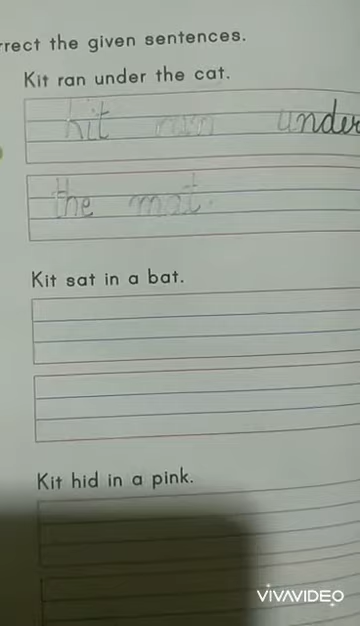 rrect the given sentences.
Kit ran under the cat.
kit ran under
the mat.
Kit sat in a bat.
Kit hid in a pink.
VIVAVIDEO